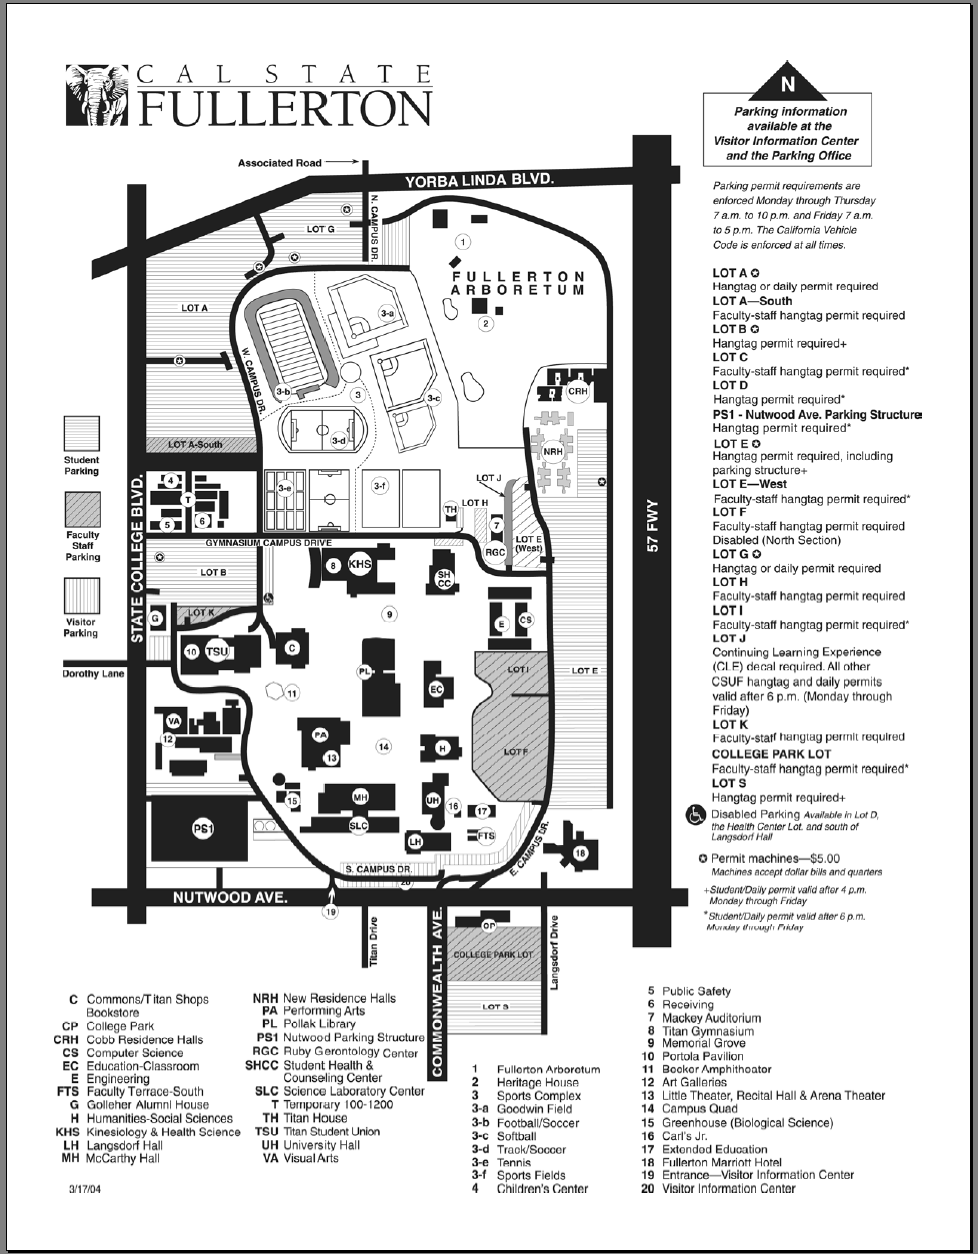 CAL STATE
FULLERTON
N
Parking information
available at the
Visitor Information Center
and the Parking Office
Associated Road
YORBA LINDA BLVD.
N. CAMPUS DR.
LOT G
1
FULLERTON
ARBORETUM
2
LOT A
3-a
W. CAMPUS DR.
3-b
3
3-c
3-d
CRH
NRH
LOT A-South
STATE COLLEGE BLVD.
57 FWY
4
T
5
6
3-e
3-f
LOT J
TH
LOT H
7
RGC
LOT E
(West)
GYMNASIUM CAMPUS DRIVE
LOT B
8
KHS
SH
CC
9
G
LOT K
E
CS
10
TSU
C
PL
LOT I
LOT E
Dorothy Lane
11
EC
VA
12
PA
13
14
H
LOT F
15
MH
UH
16
17
PS1
SLC
LH
FTS
E. CAMPUS DR.
18
S. CAMPUS DR.
20
NUTWOOD AVE.
19
Titan Drive
COMMONWEALTH AVE.
CP
COLLEGE PARK LOT
LOT S
Langsdorf Drive
Student
Parking
Faculty
Staff
Parking
Visitor
Parking
Parking permit requirements are
enforced Monday through Thursday
7 a.m. to 10 p.m. and Friday 7 a.m.
to 5 p.m. The California Vehicle
Code is enforced at all times.
LOT A ✪
Hangtag or daily permit required
LOT A—South
Faculty-staff hangtag permit required
LOT B ✪
Hangtag permit required+
LOT C
Faculty-staff hangtag permit required*
LOT D
Hangtag permit required*
PS1 - Nutwood Ave. Parking Structure
Hangtag permit required*
LOT E ✪
Hangtag permit required, including
parking structure+
LOT E—West
Faculty-staff hangtag permit required*
LOT F
Faculty-staff hangtag permit required
Disabled (North Section)
LOT G ✪
Hangtag or daily permit required
LOT H
Faculty-staff hangtag permit required
LOT I
Faculty-staff hangtag permit required*
LOT J
Continuing Learning Experience
(CLE) decal required. All other
CSUF hangtag and daily permits
valid after 6 p.m. (Monday through
Friday)
LOT K
Faculty-staff hangtag permit required
COLLEGE PARK LOT
Faculty-staff hangtag permit required*
LOT S
Hangtag permit required+
Disabled Parking Available in Lot D,
the Health Center Lot, and south of
Langsdorf Hall
✪ Permit machines—$5.00
Machines accept dollar bills and quarters
+Student/Daily permit valid after 4 p.m.
Monday through Friday
*Student/Daily permit valid after 6 p.m.
Monday through Friday
C Commons/Titan Shops
Bookstore
CP College Park
CRH Cobb Residence Halls
CS Computer Science
EC Education-Classroom
E Engineering
FTS Faculty Terrace-South
G Golleher Alumni House
H Humanities-Social Sciences
KHS Kinesiology & Health Science
LH Langsdorf Hall
MH McCarthy Hall
NRH New Residence Halls
PA Performing Arts
PL Pollak Library
PS1 Nutwood Parking Structure
RGC Ruby Gerontology Center
SHCC Student Health &
Counseling Center
SLC Science Laboratory Center
T Temporary 100-1200
TH Titan House
TSU Titan Student Union
UH University Hall
VA Visual Arts
1 Fullerton Arboretum
2 Heritage House
3 Sports Complex
3-a Goodwin Field
3-b Football/Soccer
3-c Softball
3-d Track/Soccer
3-e Tennis
3-f Sports Fields
4 Children's Center
5 Public Safety
6 Receiving
7 Mackey Auditorium
8 Titan Gymnasium
9 Memorial Grove
10 Portola Pavilion
11 Becker Amphitheater
12 Art Galleries
13 Little Theater, Recital Hall & Arena Theater
14 Campus Quad
15 Greenhouse (Biological Science)
16 Carl's Jr.
17 Extended Education
18 Fullerton Marriott Hotel
19 Entrance—Visitor Information Center
20 Visitor Information Center
3/17/04